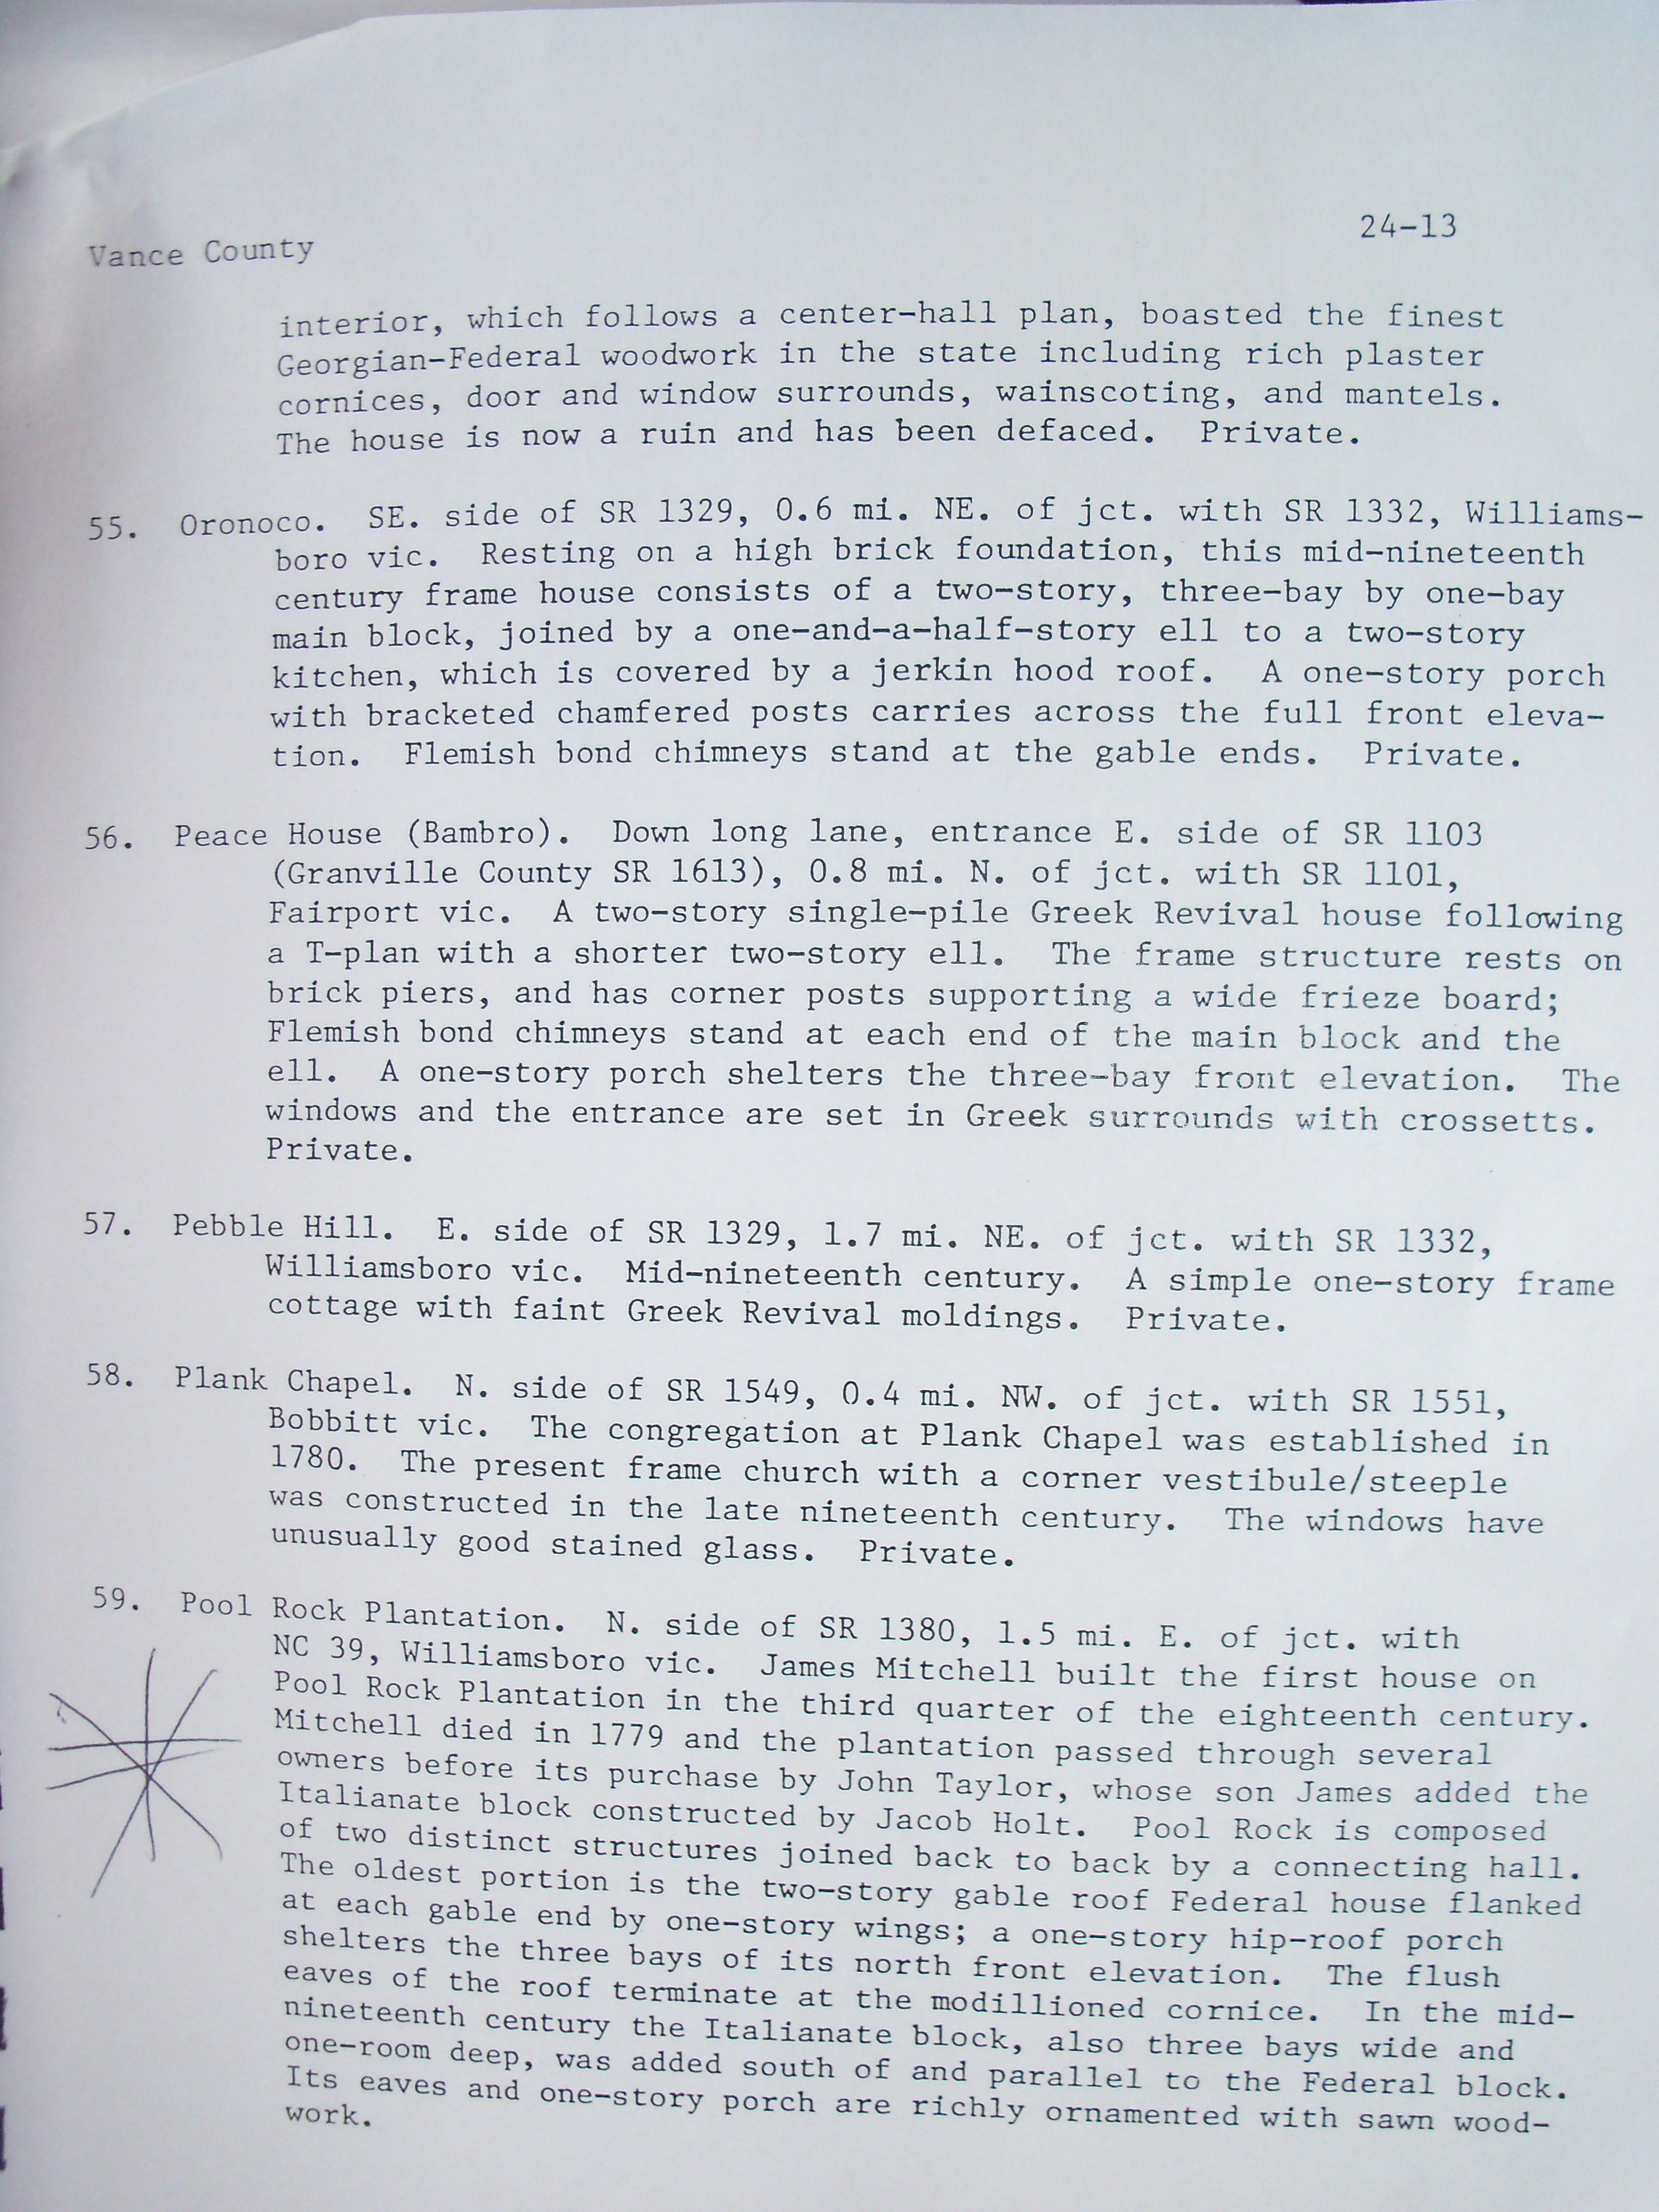 24-13
Vance County
interior, which follows a center-hall plan, boasted the finest
Georgian-Federal woodwork in the state including rich plaster
cornices, door and window surrounds, wainscoting, and mantels.
The house is now a ruin and has been defaced. Private.
55. Oronoco. SE. side of SR 1329, 0.6 mi. NE. of jct. with SR 1332, Williams-
boro vic. Resting on a high brick foundation, this mid-nineteenth
century frame house consists of a two-story, three-bay by one-bay
main block, joined by a one-and-a-half-story ell to a two-story
kitchen, which is covered by a jerkin hood roof. A one-story porch
with bracketed chamfered posts carries across the full front eleva-
tion. Flemish bond chimneys stand at the gable ends. Private.
56. Peace House (Bambro). Down long lane, entrance E. side of SR 1103
(Granville County SR 1613), 0.8 mi. N. of jct. with SR 1101,
Fairport vic. A two-story single-pile Greek Revival house following
a T-plan with a shorter two-story ell. The frame structure rests on
brick piers, and has corner posts supporting a wide frieze board;
Flemish bond chimneys stand at each end of the main block and the
ell. A one-story porch shelters the three-bay front elevation. The
windows and the entrance are set in Greek surrounds with crossetts.
Private.
57. Pebble Hill. E. side of SR 1329, 1.7 mi. NE. of jct. with SR 1332,
Williamsboro vic. Mid-nineteenth century. A simple one-story frame
cottage with faint Greek Revival moldings. Private.
58. Plank Chapel. N. side of SR 1549, 0.4 mi. NW. of jct. with SR 1551,
Bobbitt vic. The congregation at Plank Chapel was established in
1780. The present frame church with a corner vestibule/steeple
was constructed in the late nineteenth century. The windows have
unusually good stained glass. Private.
59. Pool Rock Plantation. N. side of SR 1380, 1.5 mi. E. of jct. with
NC 39, Williamsboro vic. James Mitchell built the first house on
Pool Rock Plantation in the third quarter of the eighteenth century.
Mitchell died in 1779 and the plantation passed through several
owners before its purchase by John Taylor, whose son James added the
Italianate block constructed by Jacob Holt. Pool Rock is composed
of two distinct structures joined back to back by a connecting hall.
The oldest portion is the two-story gable roof Federal house flanked
at each gable end by one-story wings; a one-story hip-roof porch
shelters the three bays of its north front elevation. The flush
eaves of the roof terminate at the modillioned cornice. In the mid-
nineteenth century the Italianate block, also three bays wide and
one-room deep, was added south of and parallel to the Federal block.
Its eaves and one-story porch are richly ornamented with sawn wood-
work.